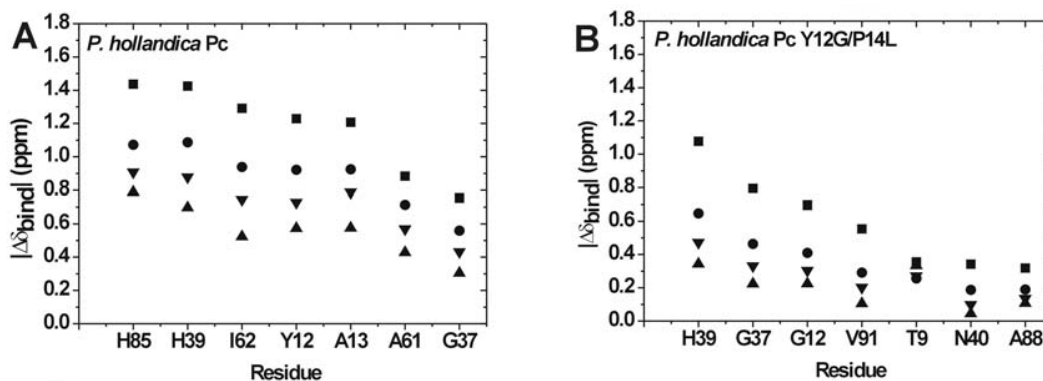 A
P. hollandica Pc
|Δδbind| (ppm)
1.8
1.6
1.4
1.2
1.0
0.8
0.6
0.4
0.2
0.0
H85 H39 I62 Y12 A13 A61 G37
Residue
B
P. hollandica Pc Y12G/P14L
|Δδbind| (ppm)
1.8
1.6
1.4
1.2
1.0
0.8
0.6
0.4
0.2
0.0
H39 G37 G12 V91 T9 N40 A88
Residue